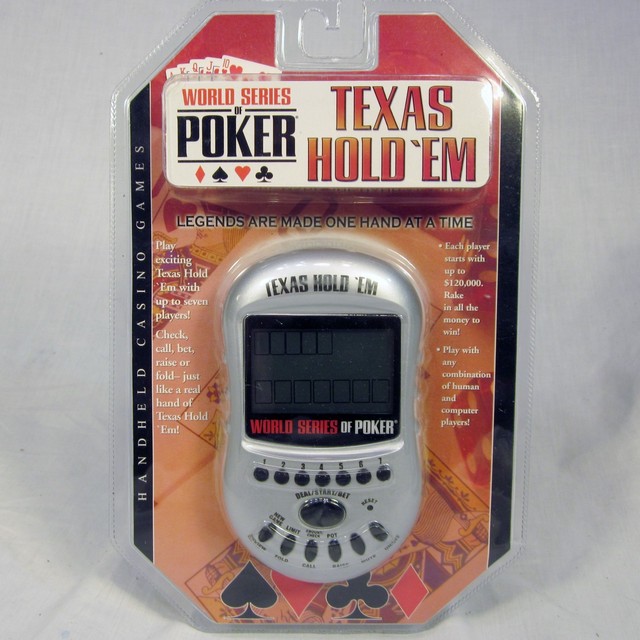 WORLD SERIES
OF
POKER
TEXAS
HOLD 'EM
LEGENDS ARE MADE ONE HAND AT A TIME
HANDHELD CASINO GAMES
Play
exciting
Texas Hold
'Em with
up to seven
players!
Check,
call, bet,
raise or
fold– just
like a real
hand of
Texas Hold
'Em!
• Each player
starts with
up to
$120,000.
Rake
in all the
money to
win!
• Play with
any
combination
of human
and
computer
players!
TEXAS HOLD 'EM
WORLD SERIES OF POKER
1 2 3 4 5 6 7
DEAL/START/BET
RESET
NEW GAME
LIMIT
POT
FOLD
CALL